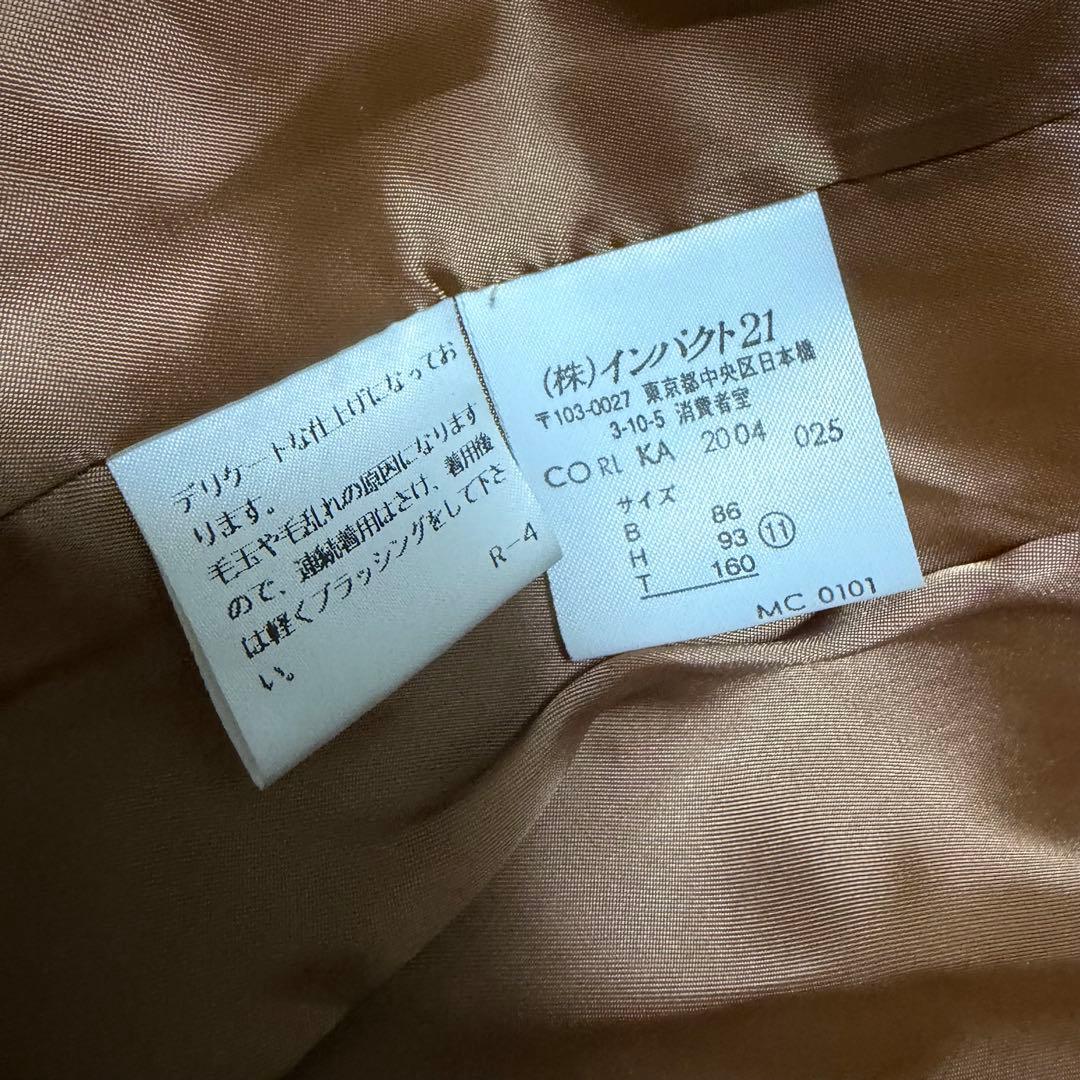 デリケートな仕上げになってお
ります。
毛玉や毛乱れの原因になります
ので、連続着用はさけ、着用後
は軽くブラッシングをして下さ
い。
R-4
(株)インパクト21
〒103-0027 東京都中央区日本橋
3-10-5 消費者室
CO RL KA 2004 025
サイズ
B 86
H 93 ⑪
T 160
MC 0101